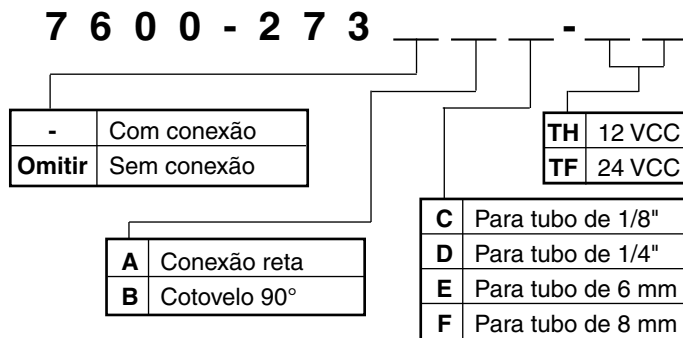 7 6 0 0 - 2 7 3 _ _ _ - _ _
- Com conexão
Omitir Sem conexão
TH 12 VCC
TF 24 VCC
A Conexão reta
B Cotovelo 90°
C Para tubo de 1/8"
D Para tubo de 1/4"
E Para tubo de 6 mm
F Para tubo de 8 mm